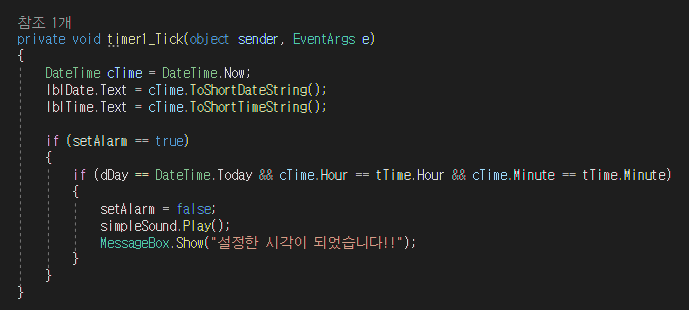 참조 1개
private void timer1_Tick(object sender, EventArgs e)
{
    DateTime cTime = DateTime.Now;
    lblDate.Text = cTime.ToShortDateString();
    lblTime.Text = cTime.ToShortTimeString();

    if (setAlarm == true)
    {
        if (dDay == DateTime.Today && cTime.Hour == tTime.Hour && cTime.Minute == tTime.Minute)
        {
            setAlarm = false;
            simpleSound.Play();
            MessageBox.Show("설정한 시각이 되었습니다!!");
        }
    }
}